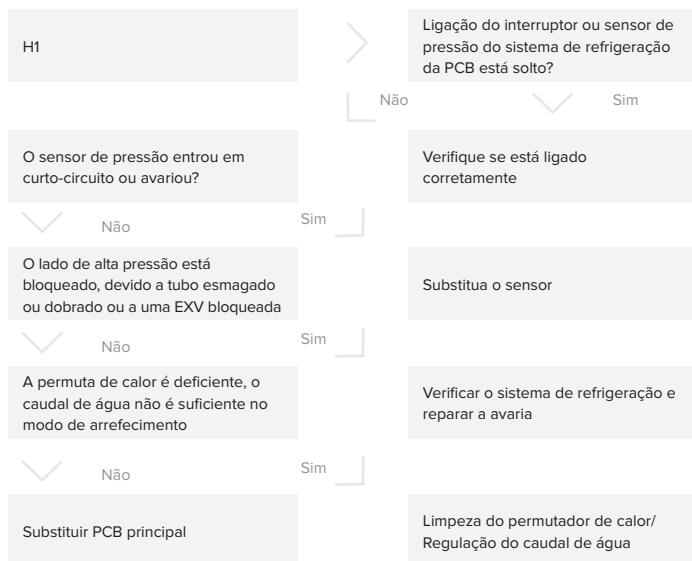 H1
Ligação do interruptor ou sensor de
pressão do sistema de refrigeração
da PCB está solto?
Não
Sim
O sensor de pressão entrou em
curto-circuito ou avariou?
Verifique se está ligado
corretamente
Não
Sim
O lado de alta pressão está
bloqueado, devido a tubo esmagado
ou dobrado ou a uma EXV bloqueada
Substitua o sensor
Não
Sim
A permuta de calor é deficiente, o
caudal de água não é suficiente no
modo de arrefecimento
Verificar o sistema de refrigeração e
reparar a avaria
Não
Sim
Substituir PCB principal
Limpeza do permutador de calor/
Regulação do caudal de água